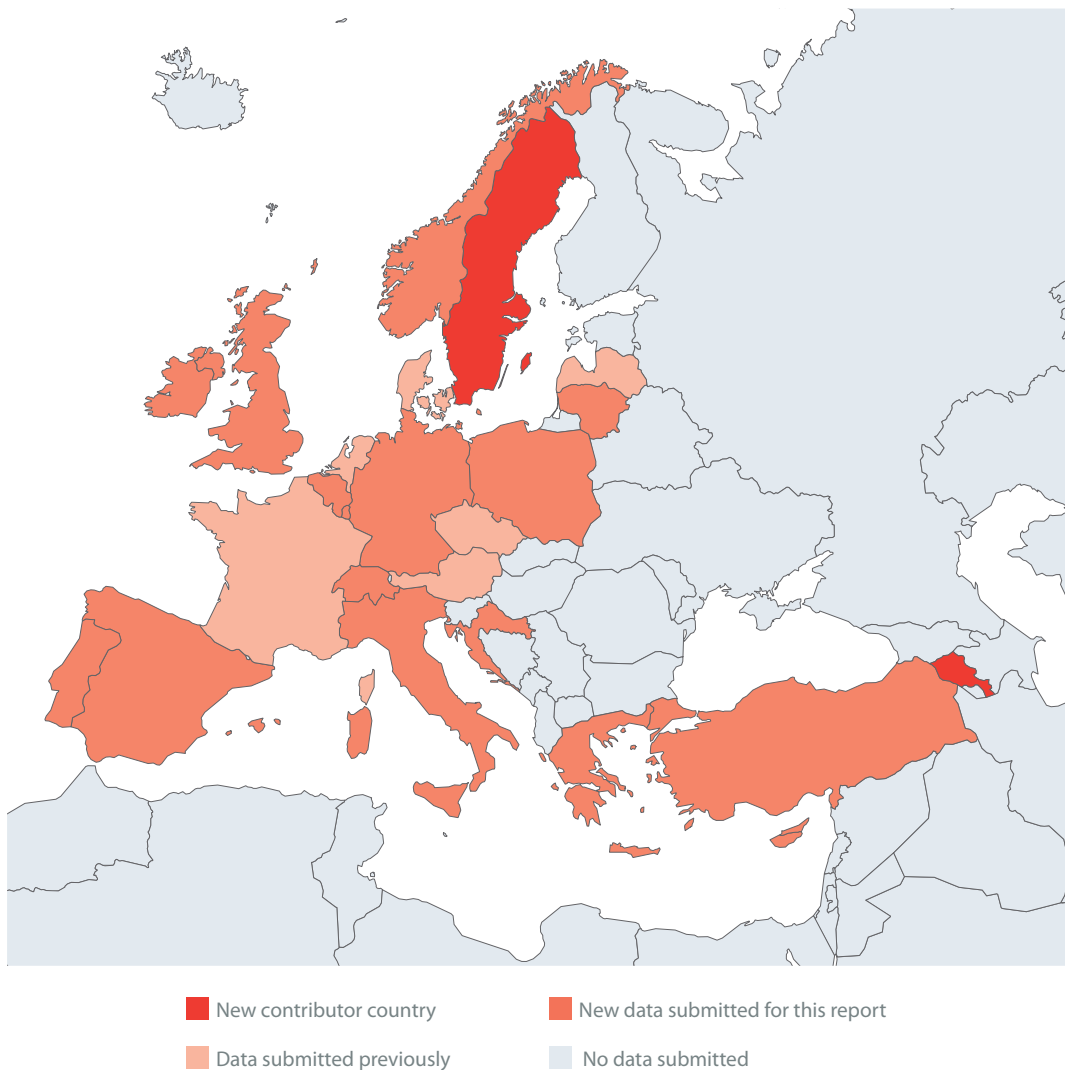 New contributor country
New data submitted for this report
Data submitted previously
No data submitted